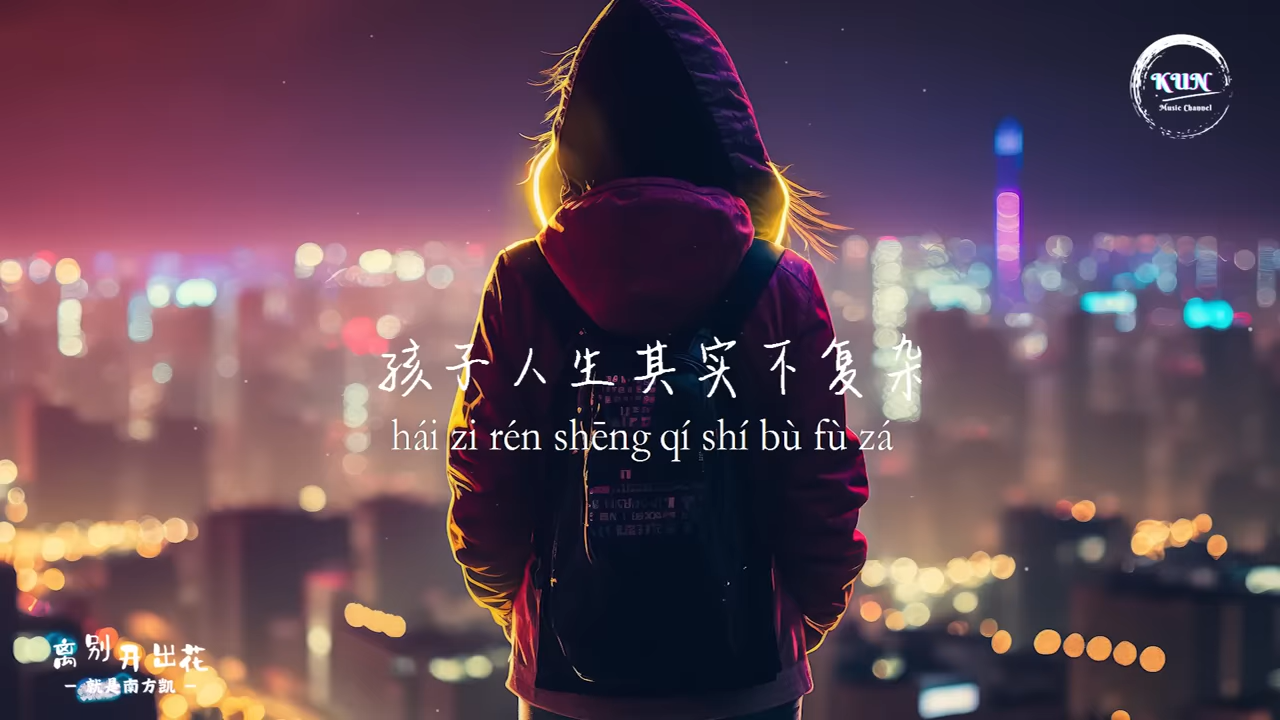 KUN
Music Channel
孩子人生其实不复杂
hái zi rén shēng qí shí bù fù zá
离别开出花
- 就是南方凯 -